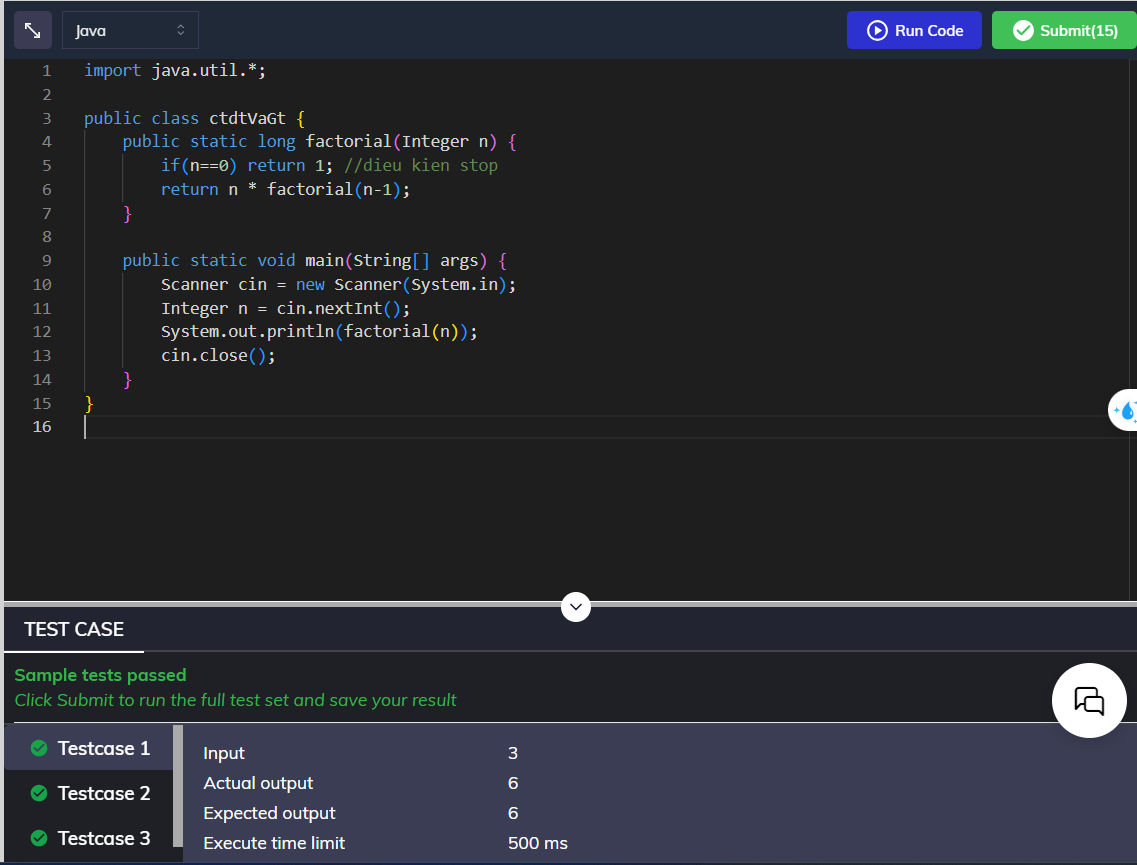 Java
Run Code
Submit(15)
1 import java.util.*;
2
3 public class ctdtVaGt {
4     public static long factorial(Integer n) {
5         if(n==0) return 1; //dieu kien stop
6         return n * factorial(n-1);
7     }
8
9     public static void main(String[] args) {
10         Scanner cin = new Scanner(System.in);
11         Integer n = cin.nextInt();
12         System.out.println(factorial(n));
13         cin.close();
14     }
15 }
16
TEST CASE
Sample tests passed
Click Submit to run the full test set and save your result
Testcase 1
Testcase 2
Testcase 3
Input 3
Actual output 6
Expected output 6
Execute time limit 500 ms